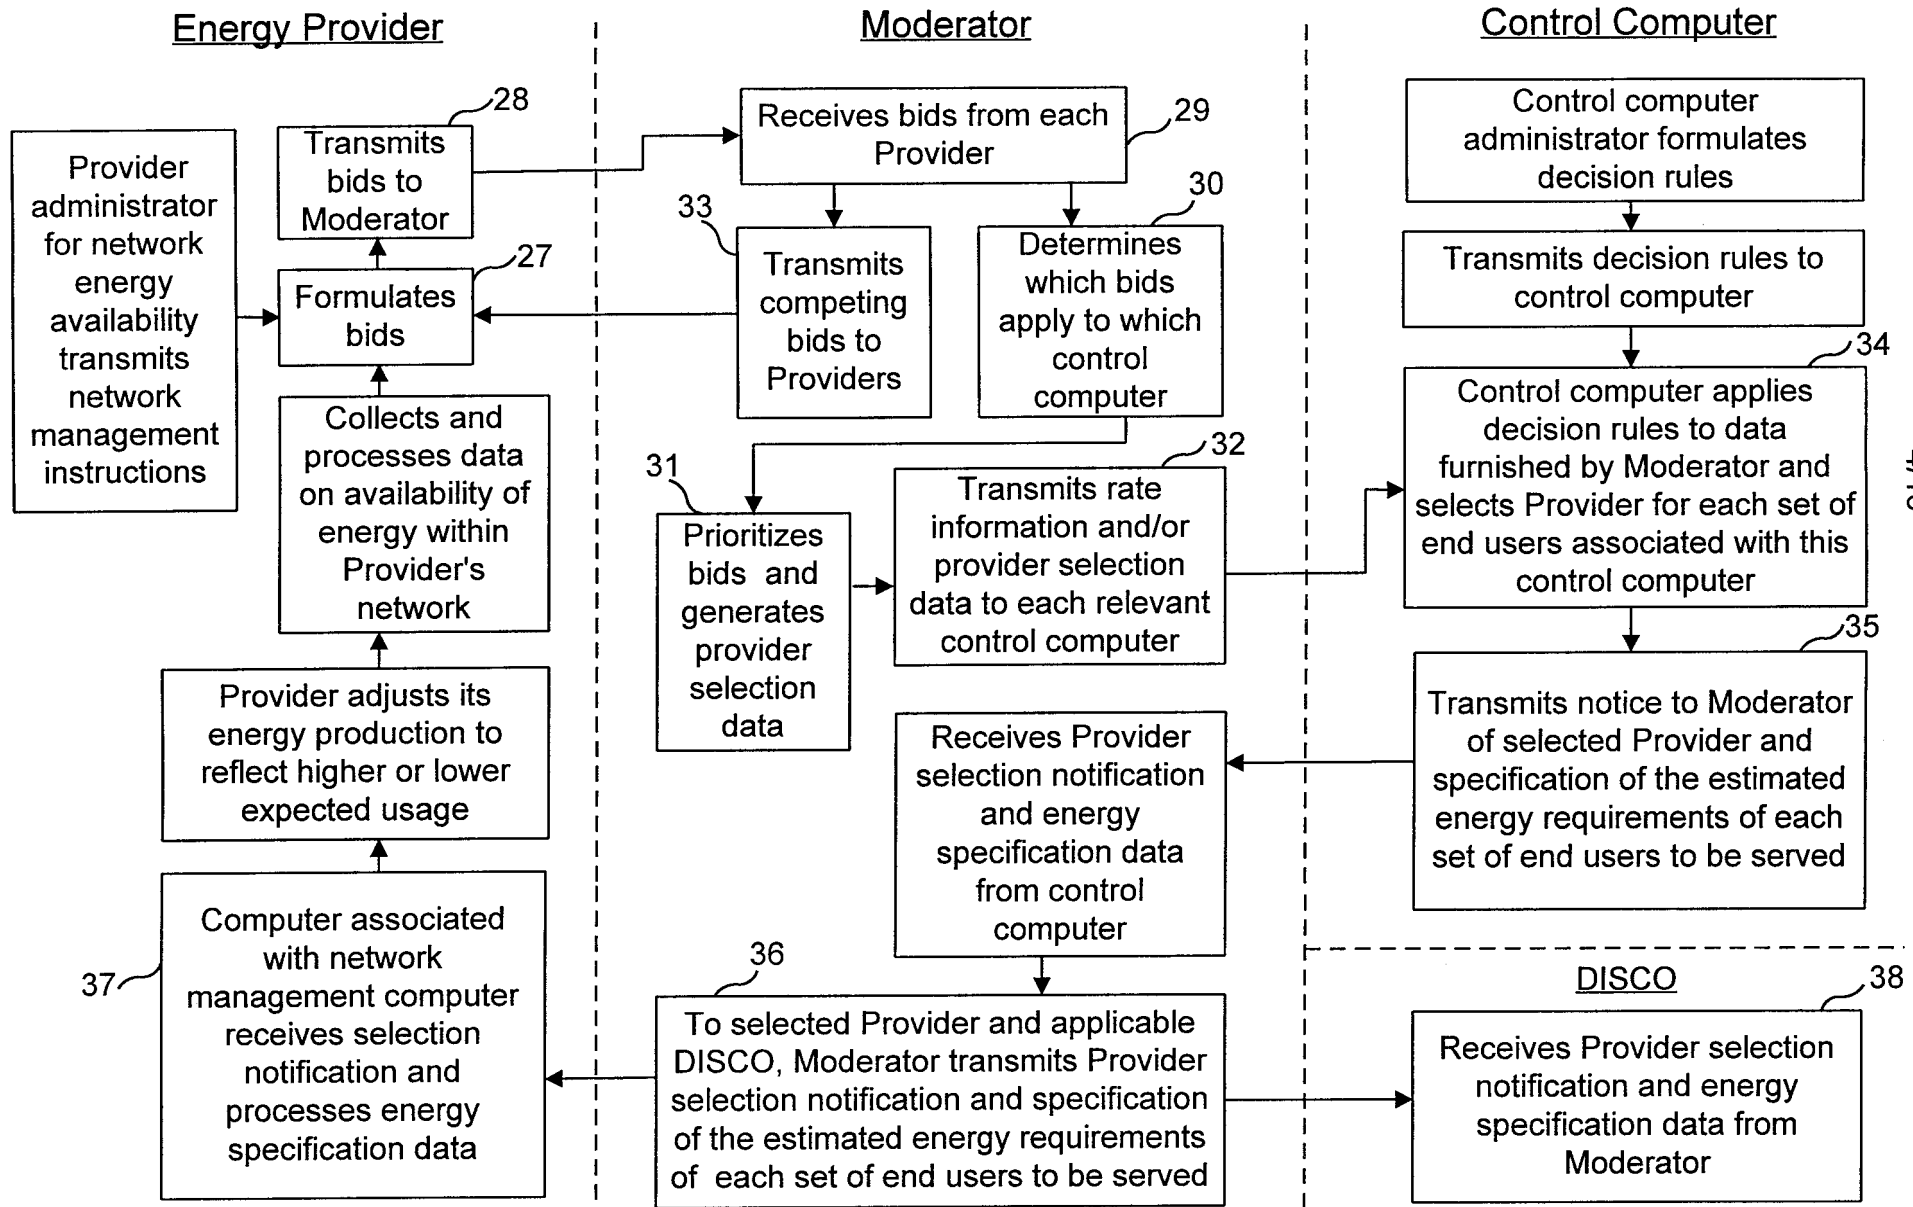 Energy Provider
Moderator
Control Computer
28
Transmits
bids to
Moderator
Provider
administrator
for network
energy
availability
transmits
network
management
instructions
27
Formulates
bids
Collects and
processes data
on availability of
energy within
Provider's
network
Provider adjusts its
energy production to
reflect higher or lower
expected usage
37
Computer associated
with network
management computer
receives selection
notification and
processes energy
specification data
29
Receives bids from each
Provider
33
Transmits
competing
bids to
Providers
30
Determines
which bids
apply to which
control
computer
31
Prioritizes
bids and
generates
provider
selection
data
32
Transmits rate
information and/or
provider selection
data to each relevant
control computer
Receives Provider
selection notification
and energy
specification data
from control
computer
36
To selected Provider and applicable
DISCO, Moderator transmits Provider
selection notification and specification
of the estimated energy requirements
of each set of end users to be served
Control computer
administrator formulates
decision rules
Transmits decision rules to
control computer
34
Control computer applies
decision rules to data
furnished by Moderator and
selects Provider for each set of
end users associated with this
control computer
35
Transmits notice to Moderator
of selected Provider and
specification of the estimated
energy requirements of each
set of end users to be served
DISCO
38
Receives Provider selection
notification and energy
specification data from
Moderator